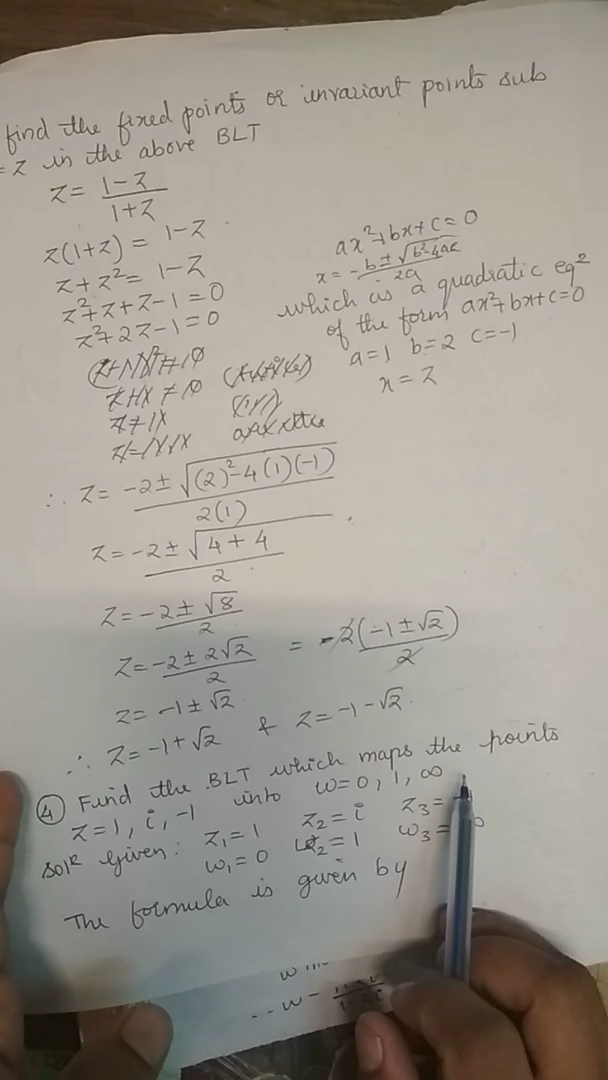 find the fixed points or invariant points sub
= z in the above BLT
z = 1-z / 1+z
z(1+z) = 1-z
z+z² = 1-z
z²+z+z-1=0
z²+2z-1=0
ax²+bx+c=0
x = -b ± √b²-4ac / 2a
which is a quadratic eqⁿ
of the form ax²+bx+c=0
a=1 b=2 c=-1
x = z
∴ z = -2 ± √(2)²-4(1)(-1) / 2(1)
z = -2 ± √4+4 / 2
z = -2 ± √8 / 2
z = -2 ± 2√2 / 2 = 2(-1±√2) / 2
z = -1 ± √2
∴ z = -1+√2 & z = -1-√2
④ Find the BLT which maps the points
z=1, i, -1 into w=0, 1, ∞
solⁿ Given: z₁=1 z₂=i z₃=
w₁=0 w₂=1 w₃=
The formula is given by